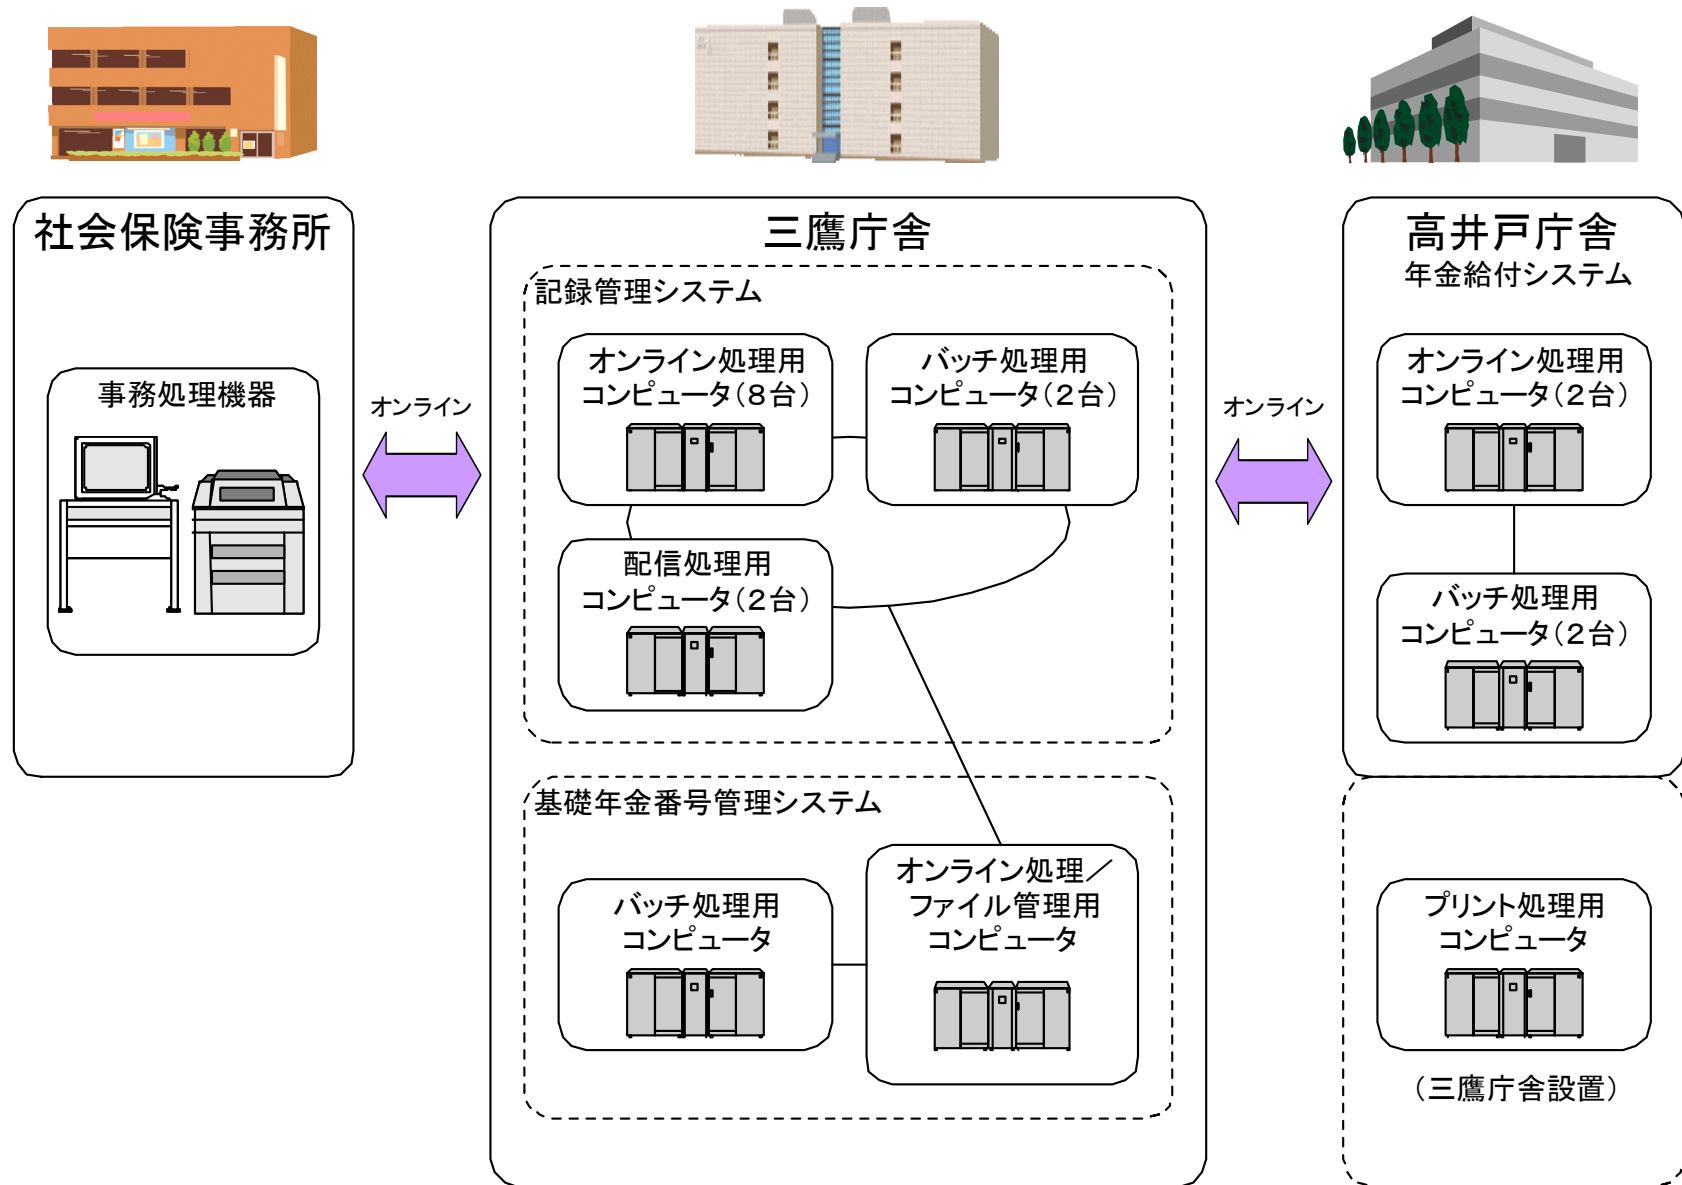 社会保険事務所
事務処理機器
オンライン
三鷹庁舎
記録管理システム
オンライン処理用
コンピュータ（８台）
バッチ処理用
コンピュータ（２台）
配信処理用
コンピュータ（２台）
基礎年金番号管理システム
バッチ処理用
コンピュータ
オンライン処理／
ファイル管理用
コンピュータ
オンライン
高井戸庁舎
年金給付システム
オンライン処理用
コンピュータ（２台）
バッチ処理用
コンピュータ（２台）
プリント処理用
コンピュータ
（三鷹庁舎設置）